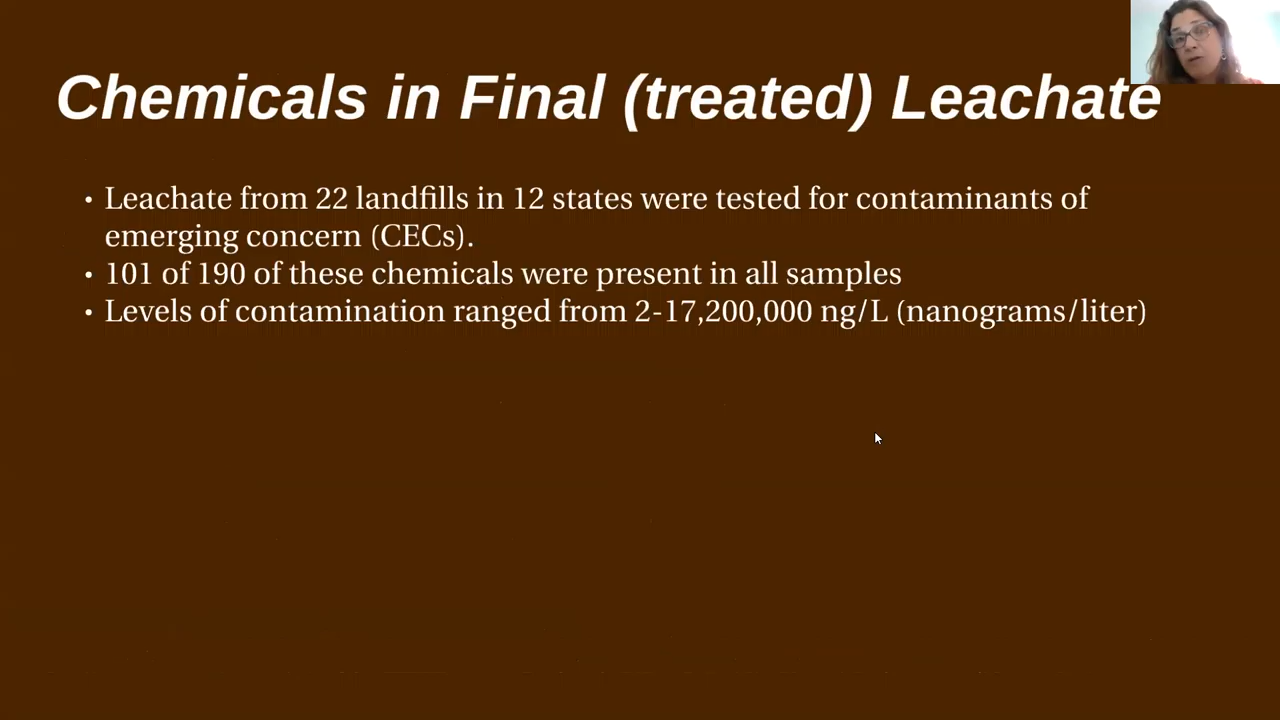 Chemicals in Final (treated) Leachate
• Leachate from 22 landfills in 12 states were tested for contaminants of
emerging concern (CECs).
• 101 of 190 of these chemicals were present in all samples
• Levels of contamination ranged from 2-17,200,000 ng/L (nanograms/liter)